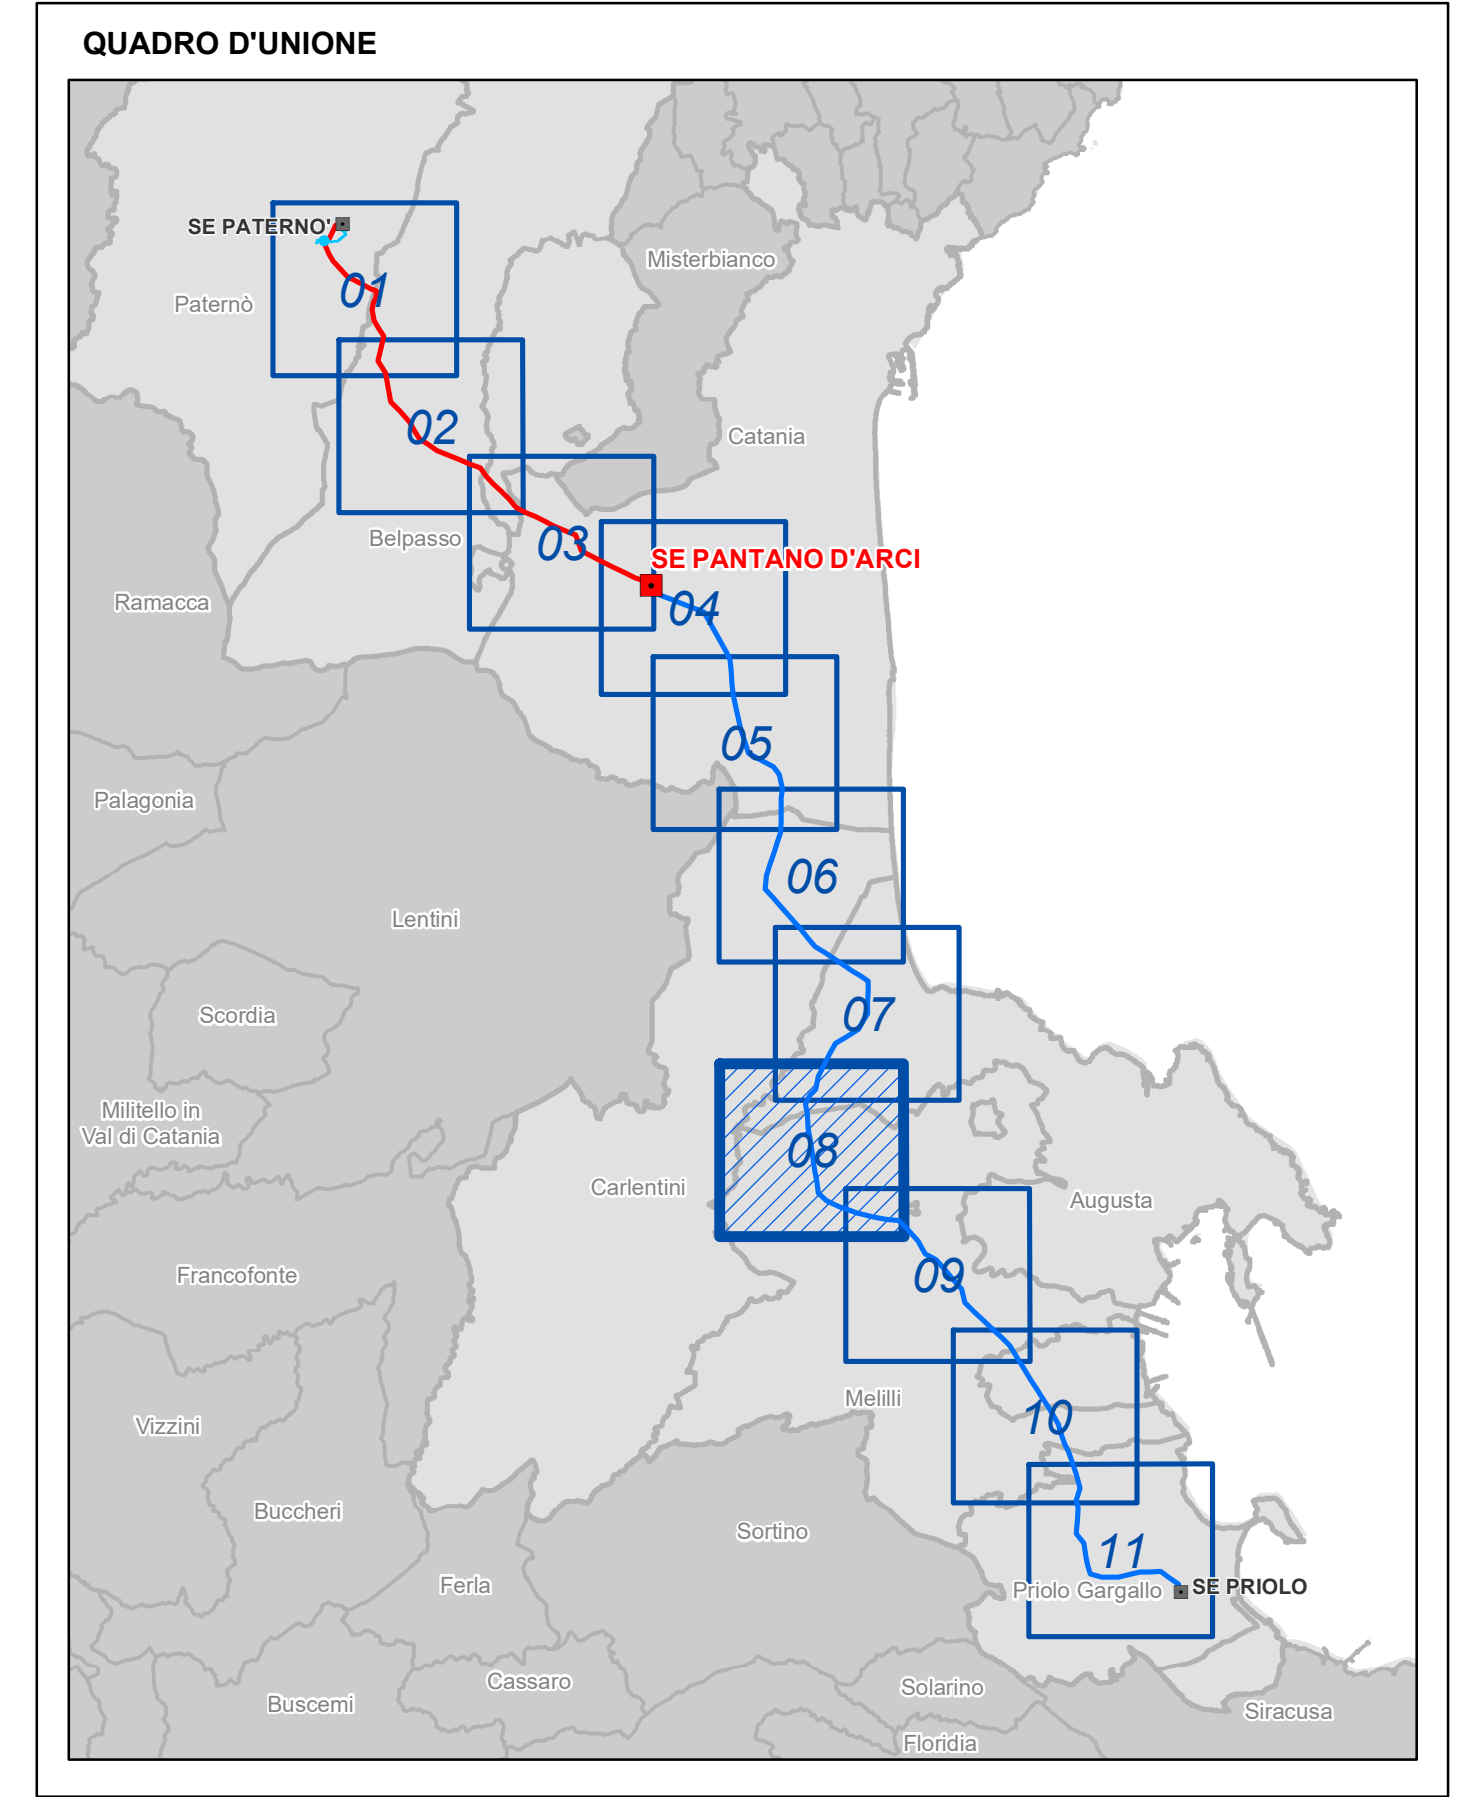 QUADRO D'UNIONE
SE PATERNO'
Misterbianco
01
Paternò
02
Catania
Belpasso
03
SE PANTANO D'ARCI
Ramacca
04
05
Palagonia
06
Lentini
Scordia
07
Militello in
Val di Catania
08
Carlentini
Augusta
Francofonte
09
Melilli
Vizzini
10
Buccheri
Sortino
11
Ferla
Priolo Gargallo
SE PRIOLO
Cassaro
Solarino
Buscemi
Siracusa
Floridia